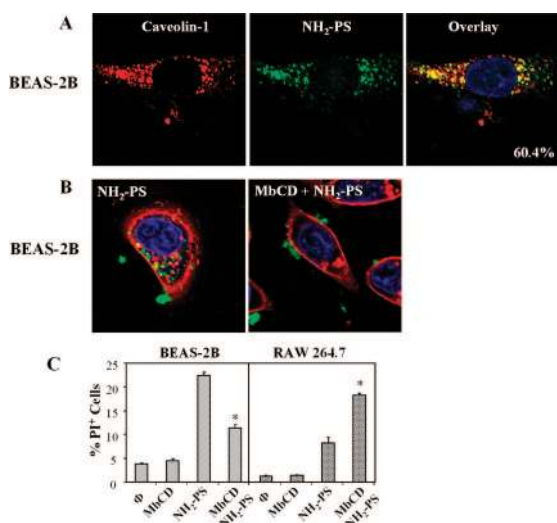 A
Caveolin-1 NH₂-PS Overlay
BEAS-2B
60.4%
B
NH₂-PS MbCD + NH₂-PS
BEAS-2B
C
BEAS-2B RAW 264.7
% PI⁺ Cells
25
20
15
10
5
0
*
*
Φ MbCD NH₂-PS MbCD NH₂-PS Φ MbCD NH₂-PS MbCD NH₂-PS